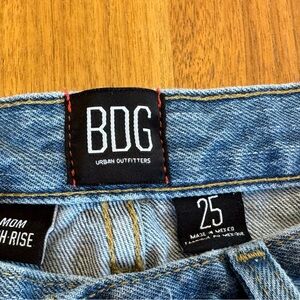 BDG
URBAN OUTFITTERS
MOM
H-RISE
25
MADE IN MEXICO